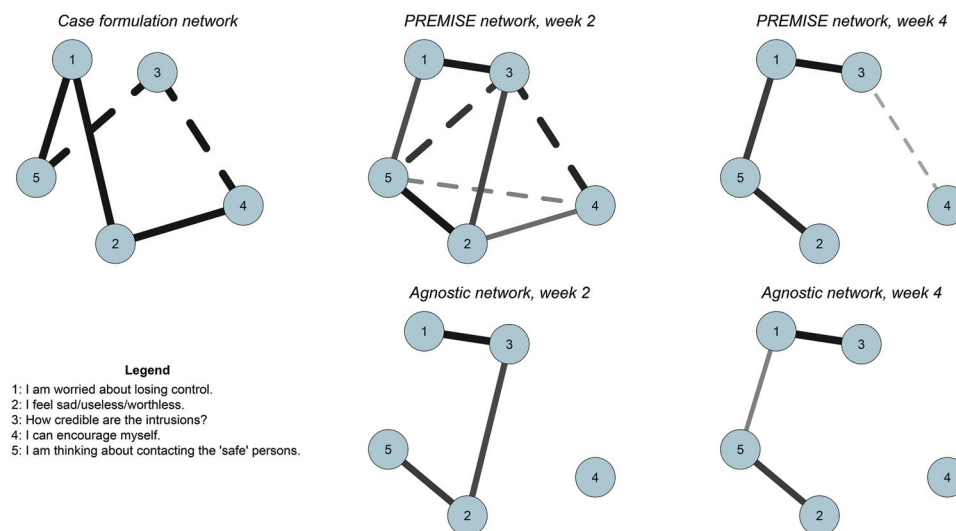 Case formulation network
PREMISE network, week 2
PREMISE network, week 4
1
3
5
4
2
1
3
5
4
2
1
3
5
4
2
Agnostic network, week 2
Agnostic network, week 4
1
3
5
4
2
1
3
5
4
2
Legend
1: I am worried about losing control.
2: I feel sad/useless/worthless.
3: How credible are the intrusions?
4: I can encourage myself.
5: I am thinking about contacting the 'safe' persons.